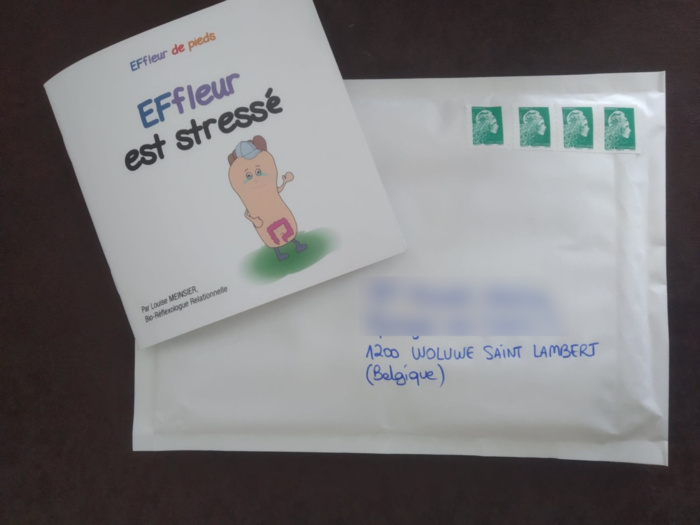 EFfleur de pieds
EFfleur
est stressé
Par Louise MEINSIER,
Bio-Réflexologue Relationnelle
1200 WOLUWE SAINT LAMBERT
(Belgique)